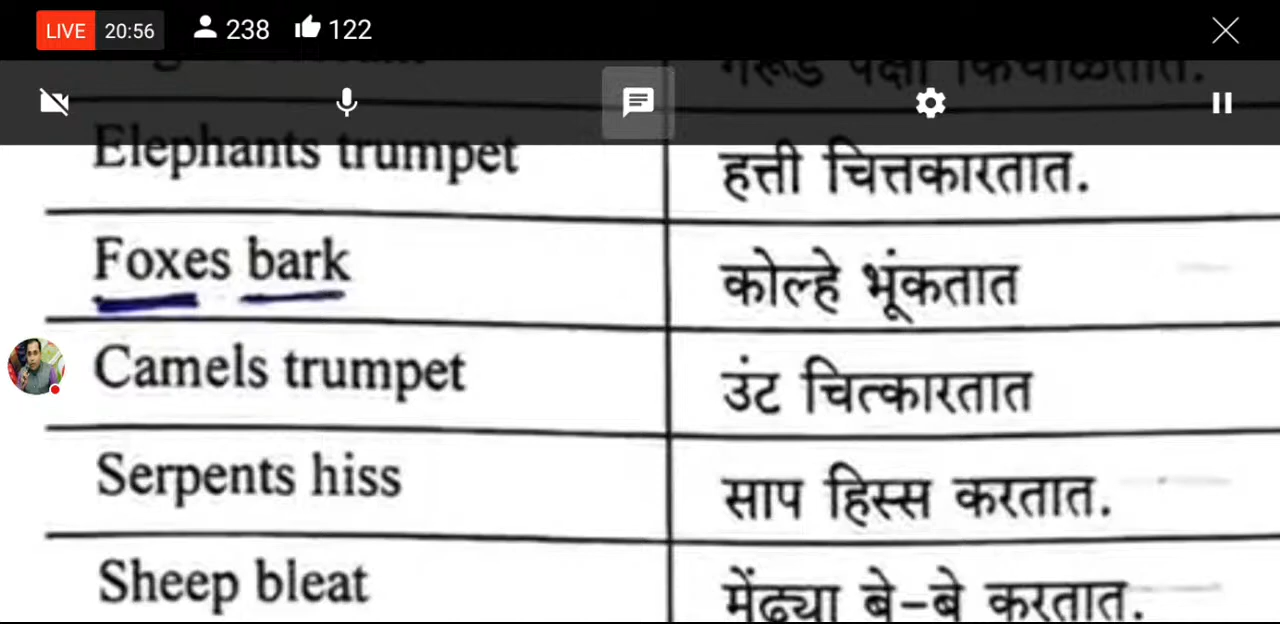 LIVE 20:56 238 122
Elephants trumpet हत्ती चित्तकारतात.
Foxes bark कोल्हे भूंकतात
Camels trumpet उंट चित्कारतात
Serpents hiss साप हिस्स करतात.
Sheep bleat मेंढ्या बे-बे करतात.